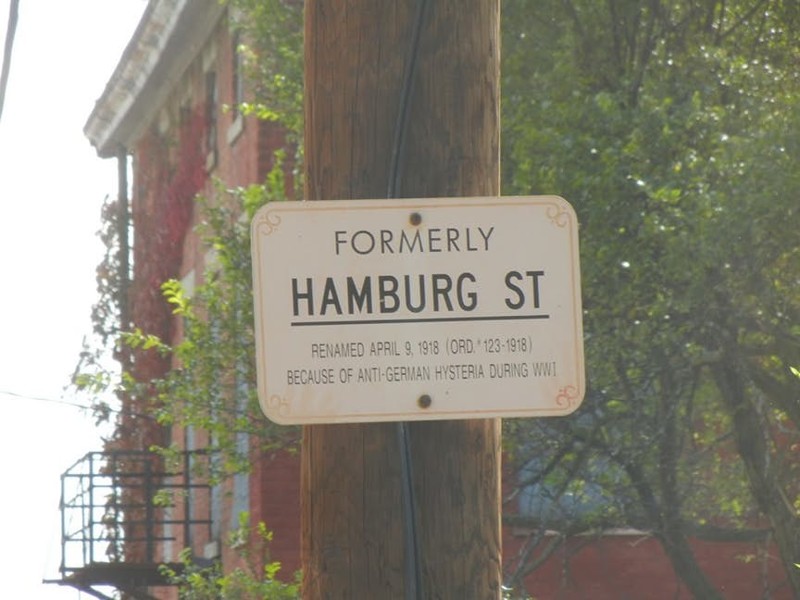 FORMERLY
HAMBURG ST
RENAMED APRIL 9, 1918 (ORD.#123-1918)
BECAUSE OF ANTI-GERMAN HYSTERIA DURING WWI